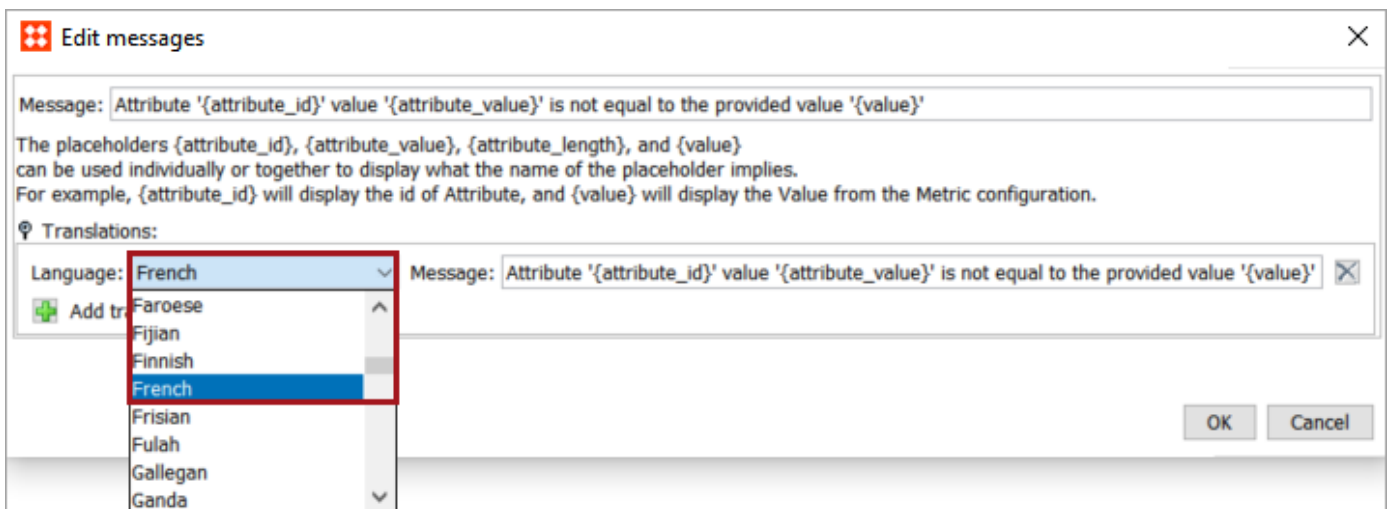 Edit messages
Message: Attribute '{attribute_id}' value '{attribute_value}' is not equal to the provided value '{value}'
The placeholders {attribute_id}, {attribute_value}, {attribute_length}, and {value}
can be used individually or together to display what the name of the placeholder implies.
For example, {attribute_id} will display the id of Attribute, and {value} will display the Value from the Metric configuration.
Translations:
Language: French Message: Attribute '{attribute_id}' value '{attribute_value}' is not equal to the provided value '{value}'
Add tr
Faroese
Fijian
Finnish
French
Frisian
Fulah
Gallegan
Ganda
OK Cancel